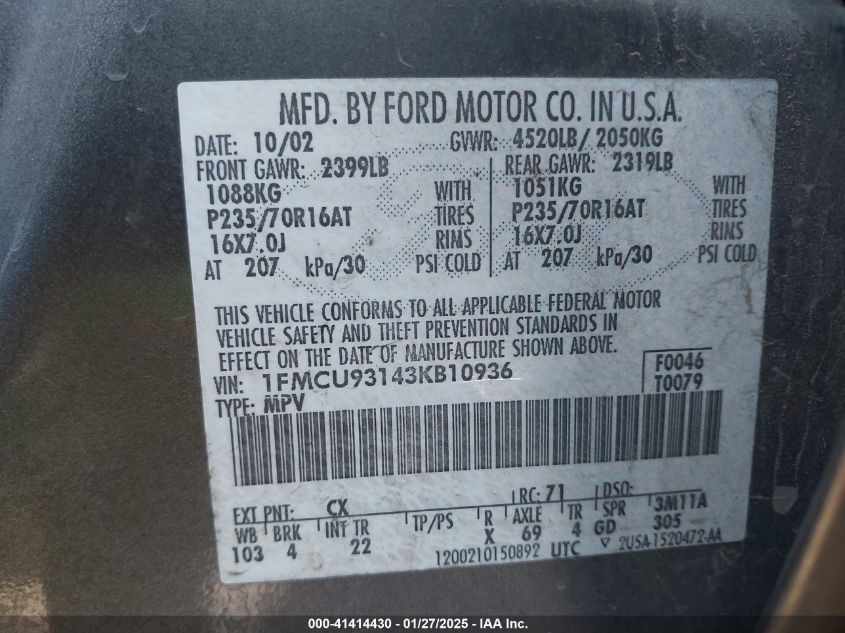 MFD. BY FORD MOTOR CO. IN U.S.A.
DATE: 10/02 GVWR: 4520LB/ 2050KG
FRONT GAWR: 2399LB REAR GAWR: 2319LB
1088KG WITH 1051KG WITH
P235/70R16AT TIRES P235/70R16AT TIRES
16X7.0J RIMS 16X7.0J RIMS
AT 207 kPa/30 PSI COLD AT 207 kPa/30 PSI COLD
THIS VEHICLE CONFORMS TO ALL APPLICABLE FEDERAL MOTOR
VEHICLE SAFETY AND THEFT PREVENTION STANDARDS IN
EFFECT ON THE DATE OF MANUFACTURE SHOWN ABOVE.
VIN: 1FMCU93143KB10936 F0046
TYPE: MPV T0079
EXT PNT: CX RC: 71 DSO:
WB BRK INT TR TP/PS R AXLE TR SPR 3M11A
103 4 22 X 69 4 GD 305
1200210150892 UTC ▽ 2USA-1520472-AA
000-41414430 - 01/27/2025 - IAA Inc.